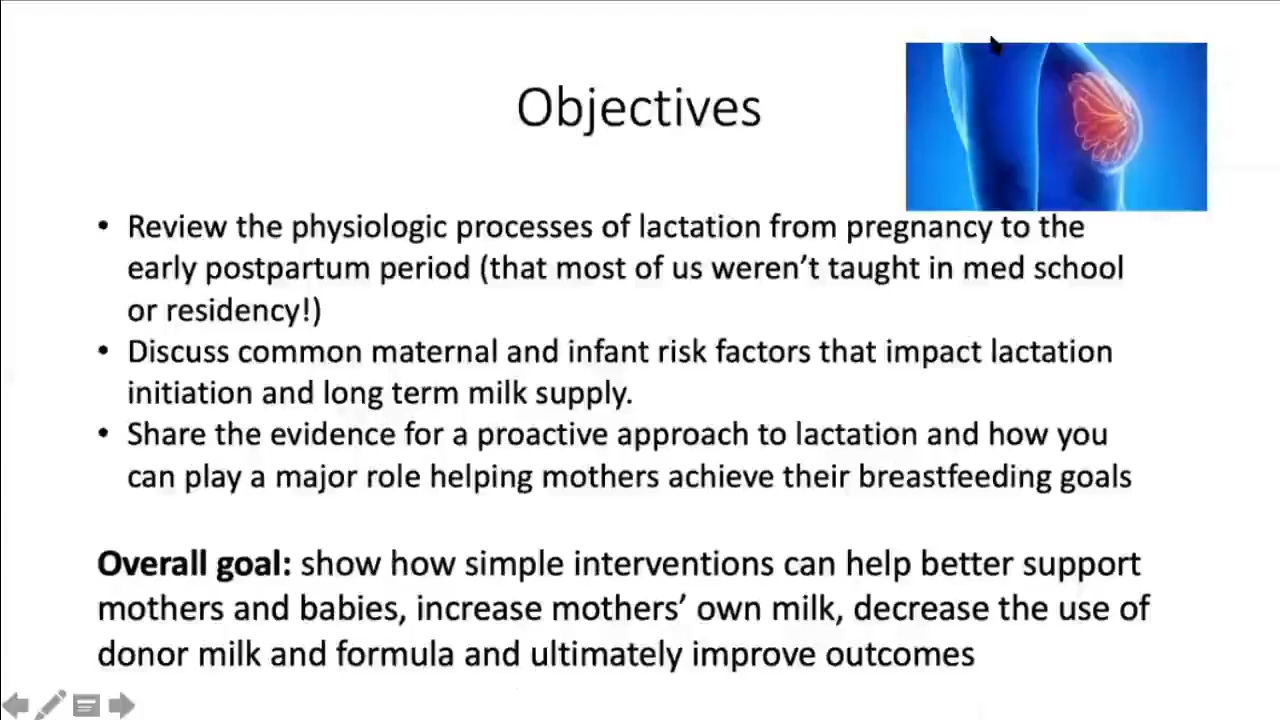 Objectives
• Review the physiologic processes of lactation from pregnancy to the
early postpartum period (that most of us weren’t taught in med school
or residency!)
• Discuss common maternal and infant risk factors that impact lactation
initiation and long term milk supply.
• Share the evidence for a proactive approach to lactation and how you
can play a major role helping mothers achieve their breastfeeding goals
Overall goal: show how simple interventions can help better support
mothers and babies, increase mothers’ own milk, decrease the use of
donor milk and formula and ultimately improve outcomes